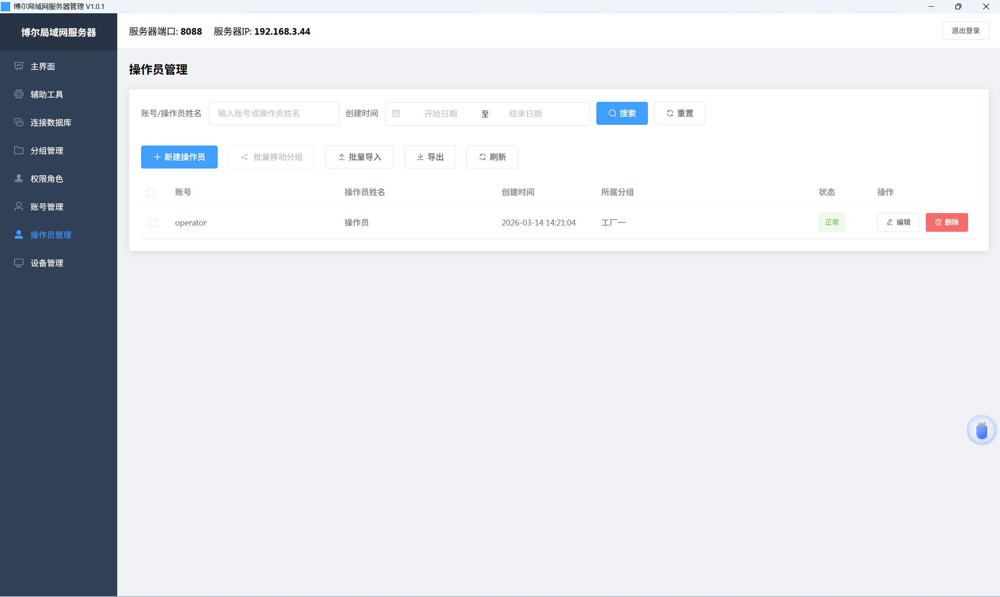 博尔局域网服务器管理 V1.0.1
博尔局域网服务器
服务器端口: 8088 服务器IP: 192.168.3.44
退出登录
主界面
辅助工具
连接数据库
分组管理
权限角色
账号管理
操作员管理
设备管理
操作员管理
账号/操作员姓名 输入账号或操作员姓名 创建时间 开始日期 至 结束日期 搜索 重置
新建操作员 批量移动分组 批量导入 导出 刷新
账号 操作员姓名 创建时间 所属分组 状态 操作
operator 操作员 2026-03-14 14:21:04 工厂一 正常 编辑 删除